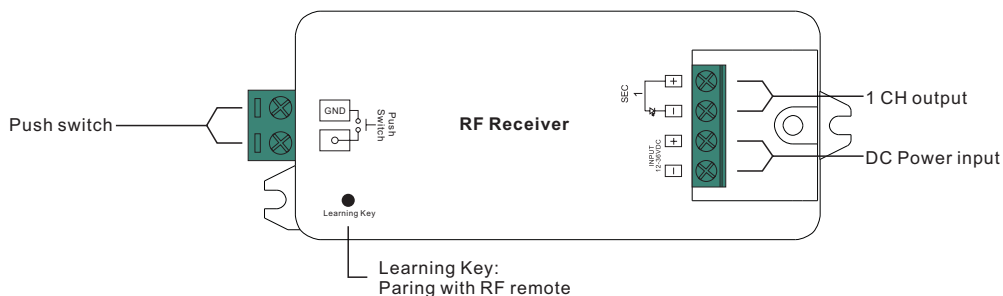 Push switch
GND
Push
Switch
RF Receiver
SEC
1
+
−
+
−
INPUT
12-36VDC
1 CH output
DC Power input
Learning Key
Learning Key:
Paring with RF remote